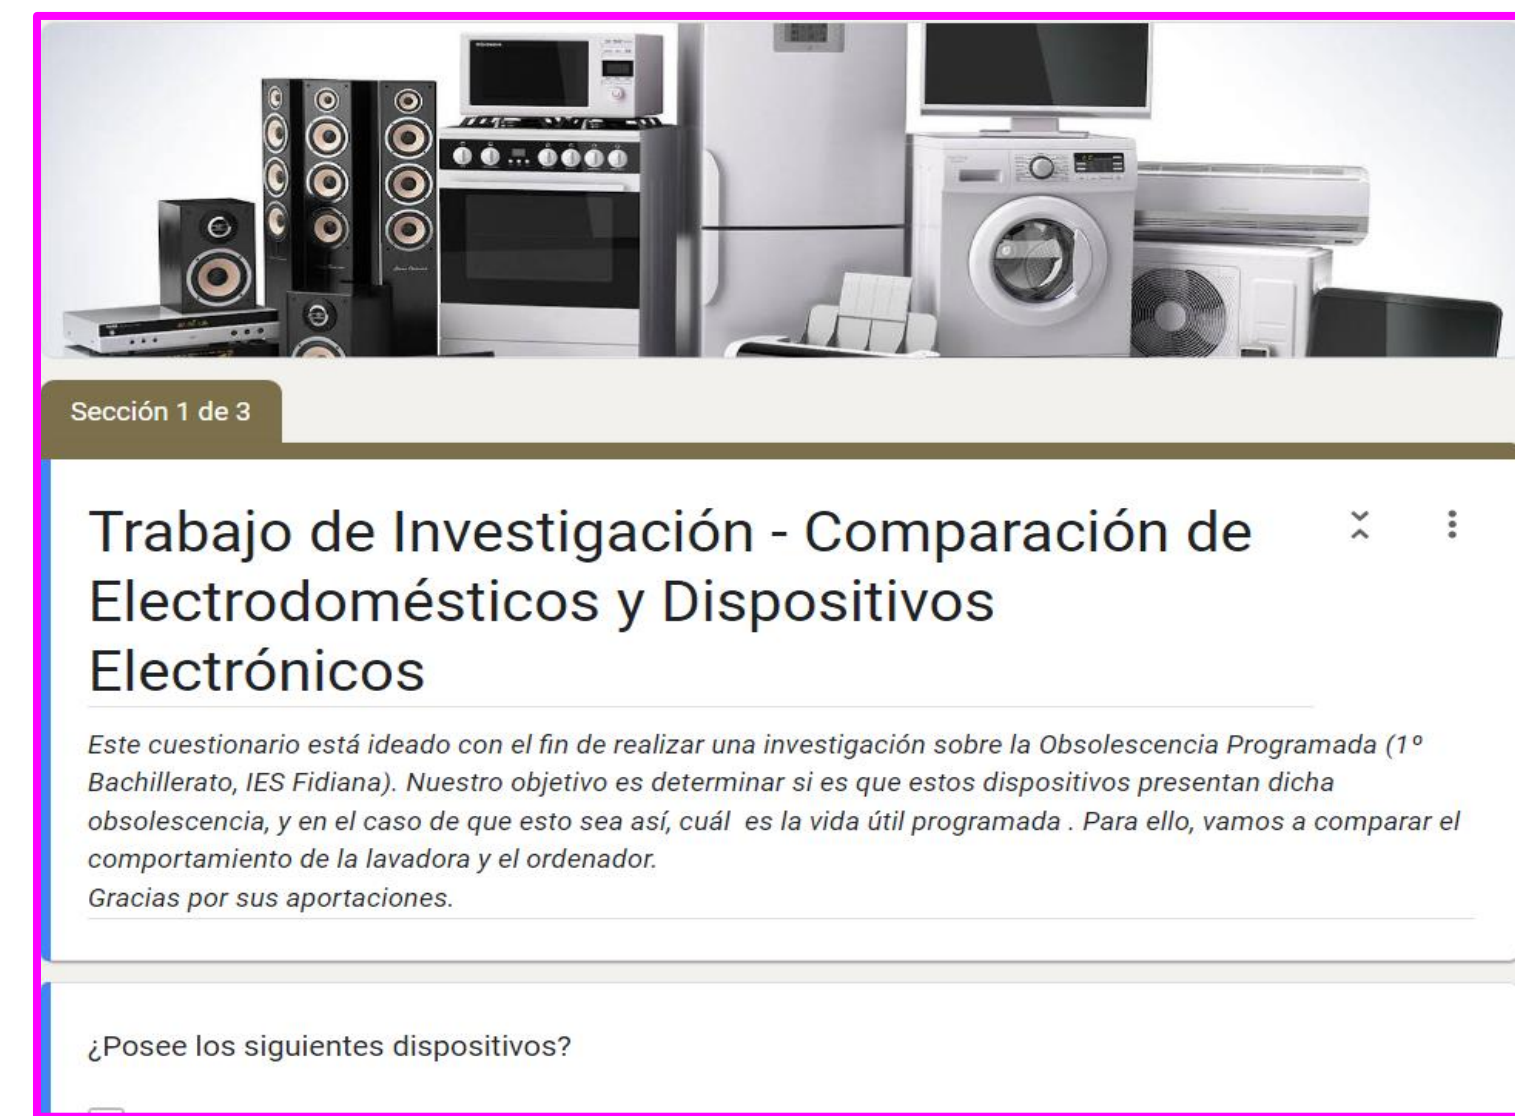 Sección 1 de 3
Trabajo de Investigación - Comparación de
Electrodomésticos y Dispositivos
Electrónicos
Este cuestionario está ideado con el fin de realizar una investigación sobre la Obsolescencia Programada (1º
Bachillerato, IES Fidiana). Nuestro objetivo es determinar si es que estos dispositivos presentan dicha
obsolescencia, y en el caso de que esto sea así, cuál  es la vida útil programada . Para ello, vamos a comparar el
comportamiento de la lavadora y el ordenador.
Gracias por sus aportaciones.
¿Posee los siguientes dispositivos?